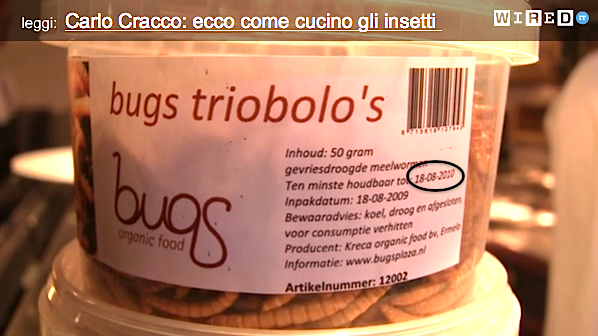 leggi: Carlo Cracco: ecco come cucino gli insetti
WIRED.IT
bugs triobolo's
Inhoud: 50 gram
gevriesdroogde meelwormen
Ten minste houdbaar tot 18-08-2010
Inpakdatum: 18-08-2009
Bewaaradvies: koel, droog en afgesloten,
voor consumptie verhitten
Producent: Kreca organic food bv, Ermelo
Informatie: www.bugsplaza.nl
Artikelnummer: 12002
bugs
organic food